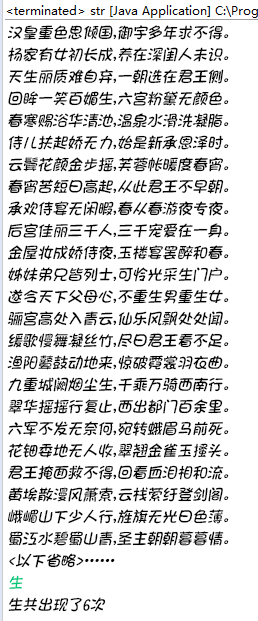 <terminated> str [Java Application] C:\Prog
汉皇重色思倾国,御宇多年求不得。
杨家有女初长成,养在深闺人未识。
天生丽质难自弃,一朝选在君王侧。
回眸一笑百媚生,六宫粉黛无颜色。
春寒赐浴华清池,温泉水滑洗凝脂。
侍儿扶起娇无力,始是新承恩泽时。
云鬓花颜金步摇,芙蓉帐暖度春宵。
春宵苦短日高起,从此君王不早朝。
承欢侍宴无闲暇,春从春游夜专夜。
后宫佳丽三千人,三千宠爱在一身。
金屋妆成娇侍夜,玉楼宴罢醉和春。
姊妹弟兄皆列士,可怜光采生门户。
遂令天下父母心,不重生男重生女。
骊宫高处入青云,仙乐风飘处处闻。
缓歌慢舞凝丝竹,尽日君王看不足。
渔阳鼙鼓动地来,惊破霓裳羽衣曲。
九重城阙烟尘生,千乘万骑西南行。
翠华摇摇行复止,西出都门百余里。
六军不发无奈何,宛转蛾眉马前死。
花钿委地无人收,翠翘金雀玉搔头。
君王掩面救不得,回看血泪相和流。
黄埃散漫风萧索,云栈萦纡登剑阁。
峨嵋山下少人行,旌旗无光日色薄。
蜀江水碧蜀山青,圣主朝朝暮暮情。
<以下省略>……
生
生共出现了6次